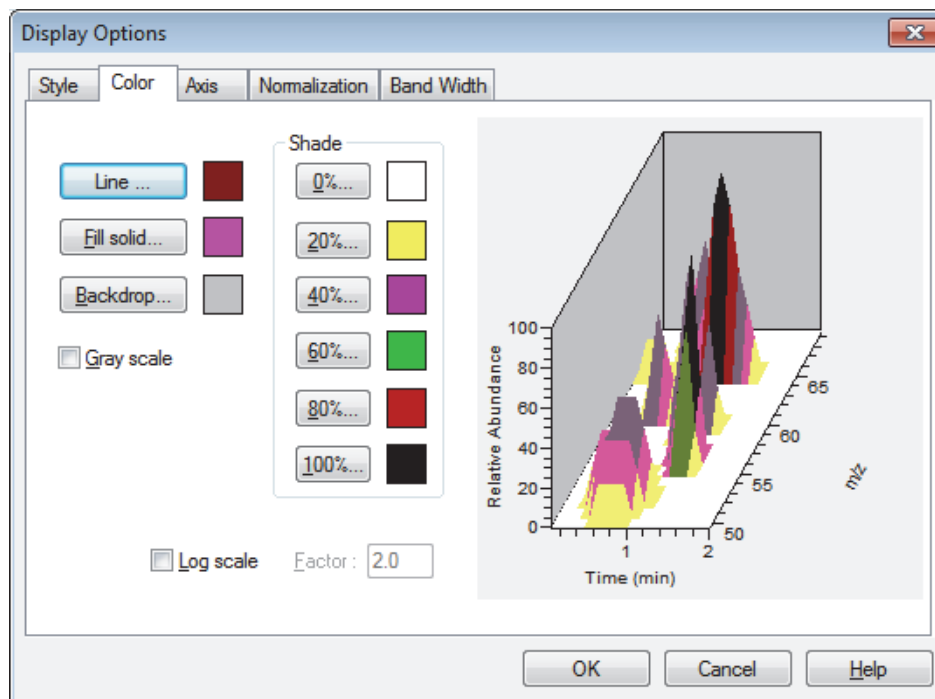 Display Options
Style Color Axis Normalization Band Width
Shade
Line ...
0%...
Fill solid...
20%...
Backdrop...
40%...
Gray scale
60%...
80%...
100%...
Log scale
Factor : 2.0
Relative Abundance
100
80
60
40
20
0
1
2
Time (min)
50
55
60
65
m/z
OK Cancel Help